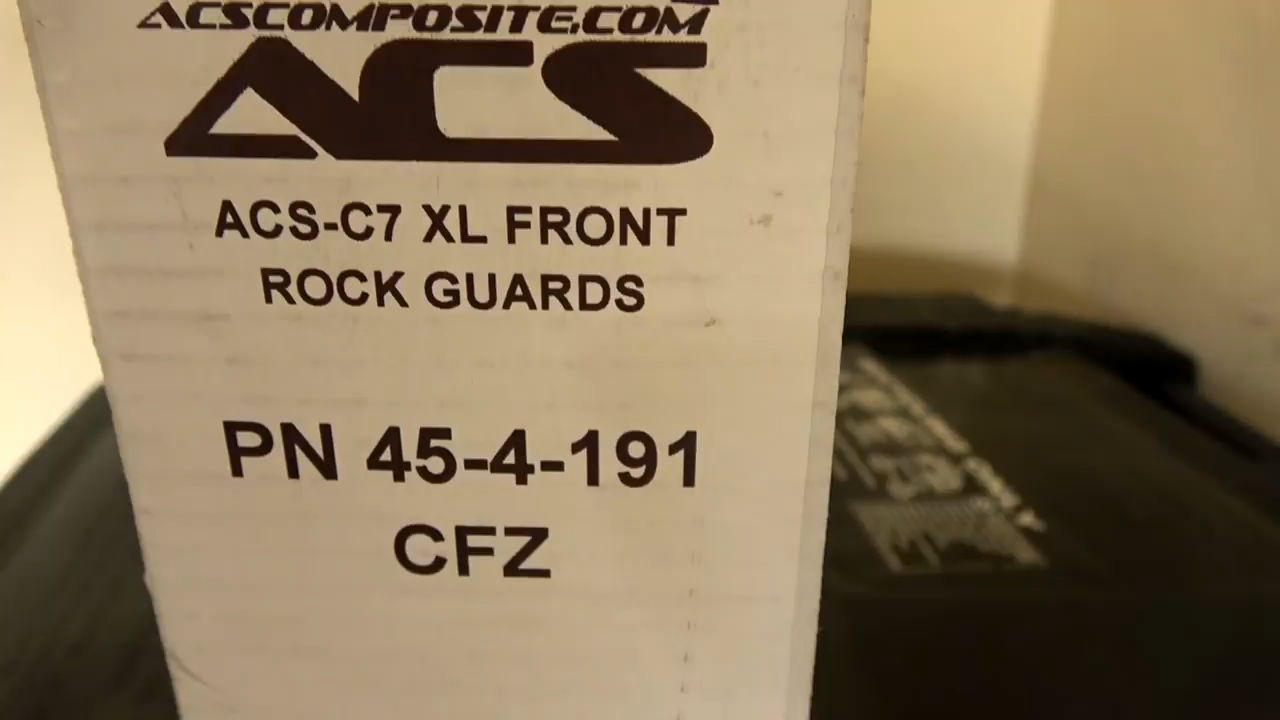 ACSCOMPOSITE.COM
ACS
ACS-C7 XL FRONT
ROCK GUARDS
PN 45-4-191
CFZ